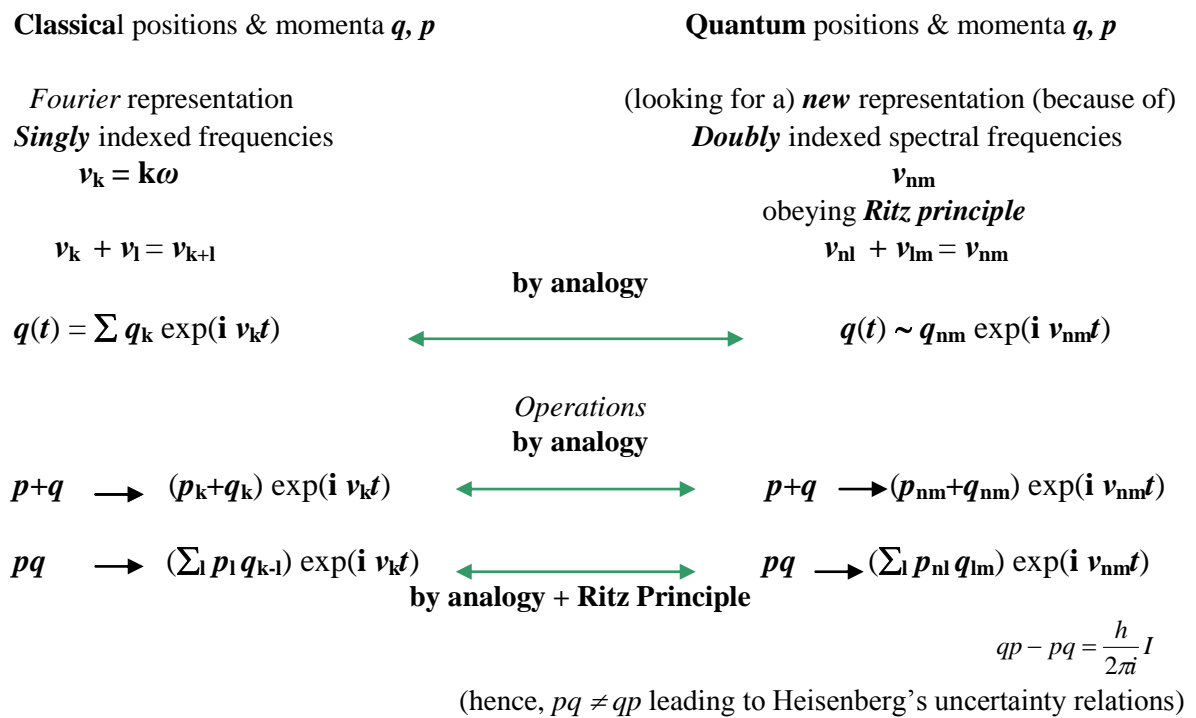 Classical positions & momenta q, p
Quantum positions & momenta q, p
Fourier representation
(looking for a) new representation (because of)
Singly indexed frequencies
Doubly indexed spectral frequencies
νk = kω
νnm
obeying Ritz principle
νk + νl = νk+l
νnl + νlm = νnm
by analogy
q(t) = ∑ qk exp(i νkt)
q(t) ~ qnm exp(i νnmt)
Operations
by analogy
p+q → (pk+qk) exp(i νkt)
p+q → (pnm+qnm) exp(i νnmt)
pq → (∑l pl qk-l) exp(i νkt)
pq → (∑l pnl qlm) exp(i νnmt)
by analogy + Ritz Principle
qp − pq = h/2πi I
(hence, pq ≠ qp leading to Heisenberg’s uncertainty relations)